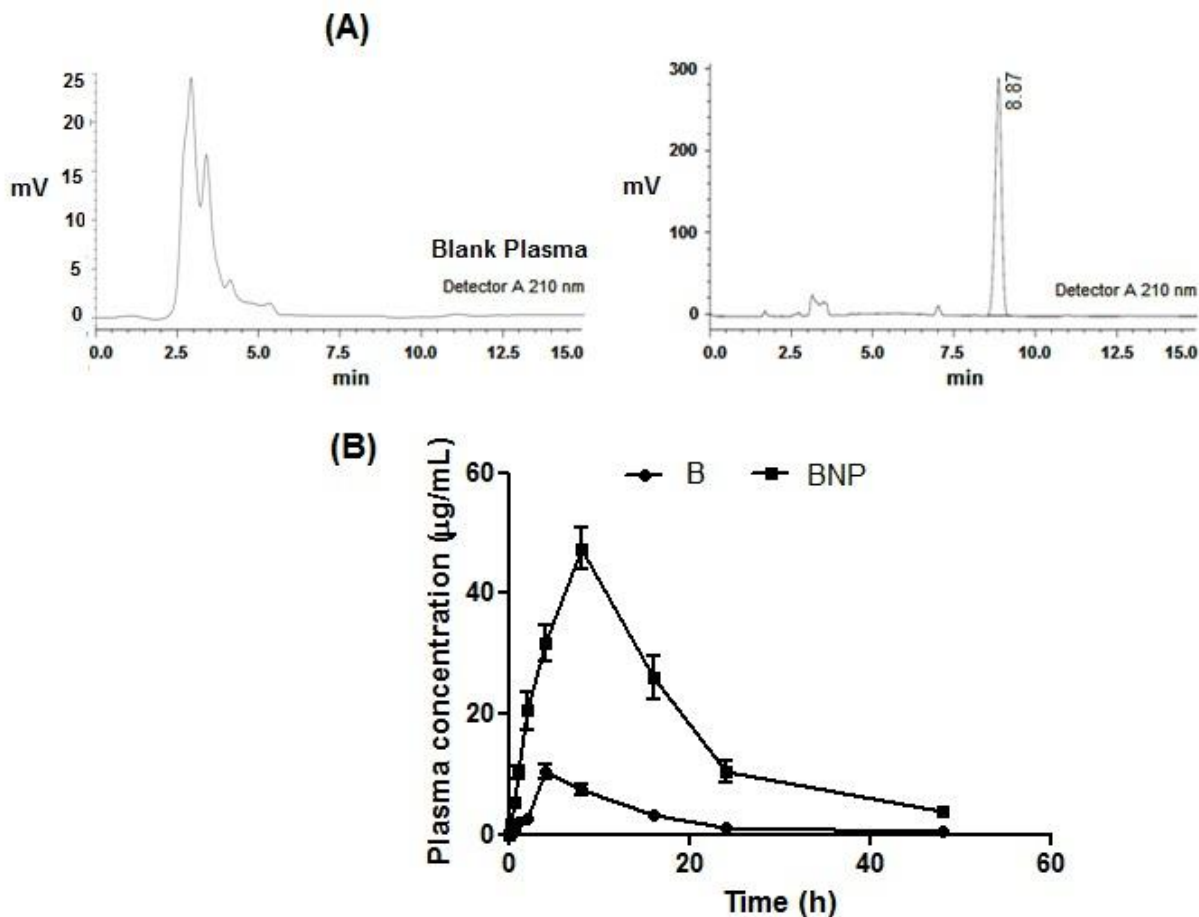 (A)
25
20
15
10
5
0
mV
Blank Plasma
Detector A 210 nm
0.0 2.5 5.0 7.5 10.0 12.5 15.0
min
300
200
100
0
mV
8.87
Detector A 210 nm
0.0 2.5 5.0 7.5 10.0 12.5 15.0
min
(B)
Plasma concentration (µg/mL)
60
40
20
0
B BNP
0 20 40 60
Time (h)